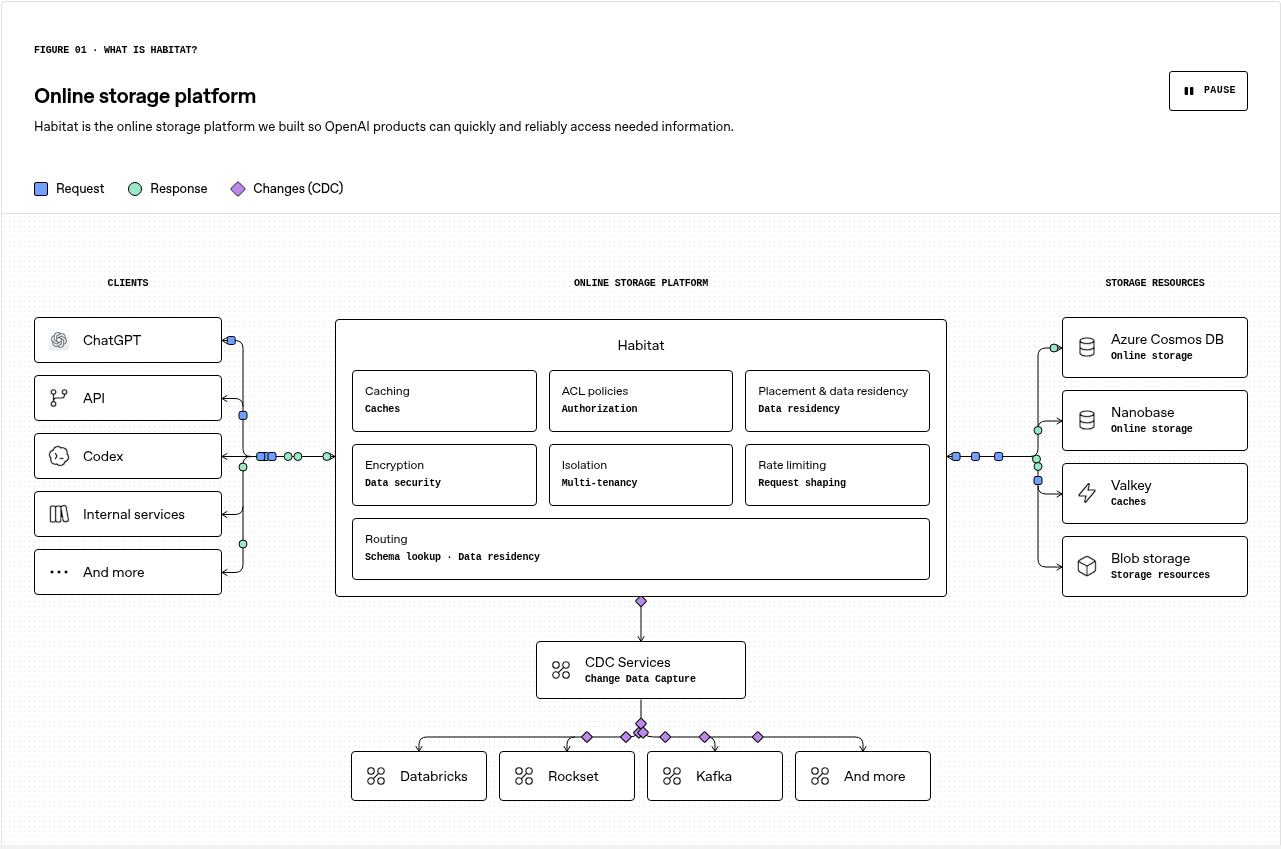 FIGURE 01 · WHAT IS HABITAT?
Online storage platform
PAUSE
Habitat is the online storage platform we built so OpenAI products can quickly and reliably access needed information.
Request
Response
Changes (CDC)
CLIENTS
ChatGPT
API
Codex
Internal services
And more
ONLINE STORAGE PLATFORM
Habitat
Caching
Caches
ACL policies
Authorization
Placement & data residency
Data residency
Encryption
Data security
Isolation
Multi-tenancy
Rate limiting
Request shaping
Routing
Schema lookup · Data residency
STORAGE RESOURCES
Azure Cosmos DB
Online storage
Nanobase
Online storage
Valkey
Caches
Blob storage
Storage resources
CDC Services
Change Data Capture
Databricks
Rockset
Kafka
And more